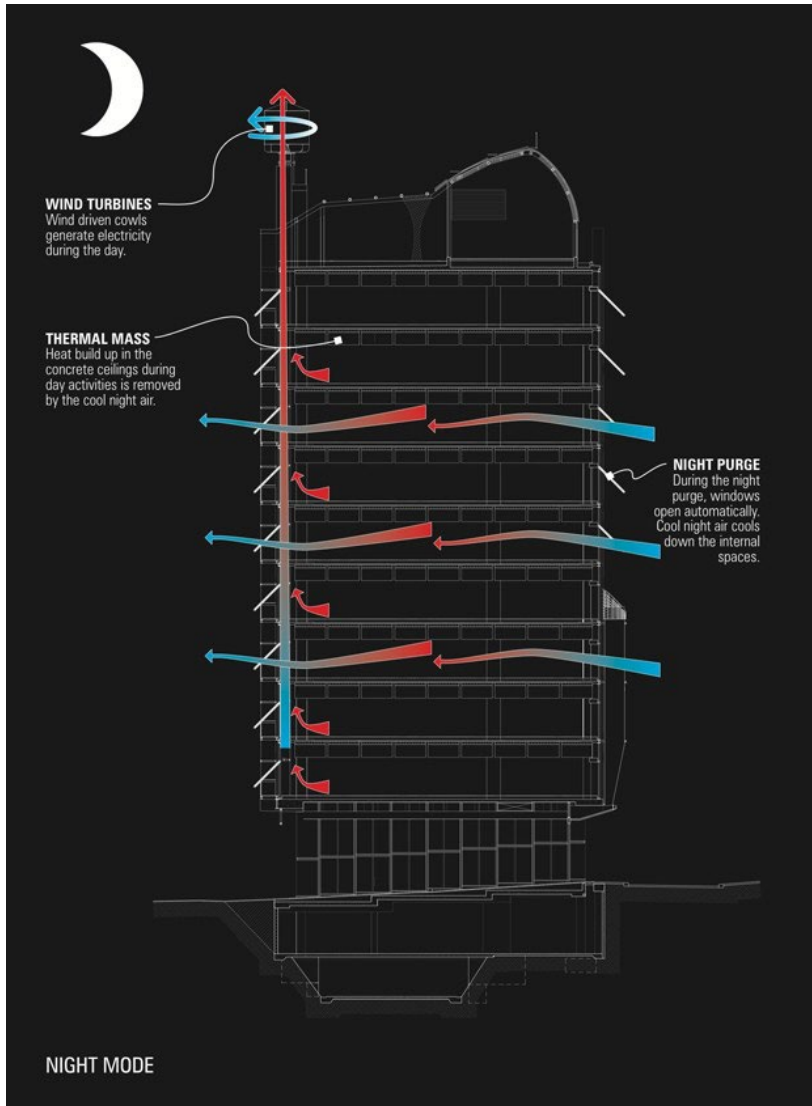 WIND TURBINES
Wind driven cowls
generate electricity
during the day.
THERMAL MASS
Heat build up in the
concrete ceilings during
day activities is removed
by the cool night air.
NIGHT PURGE
During the night
purge, windows
open automatically.
Cool night air cools
down the internal
spaces.
NIGHT MODE